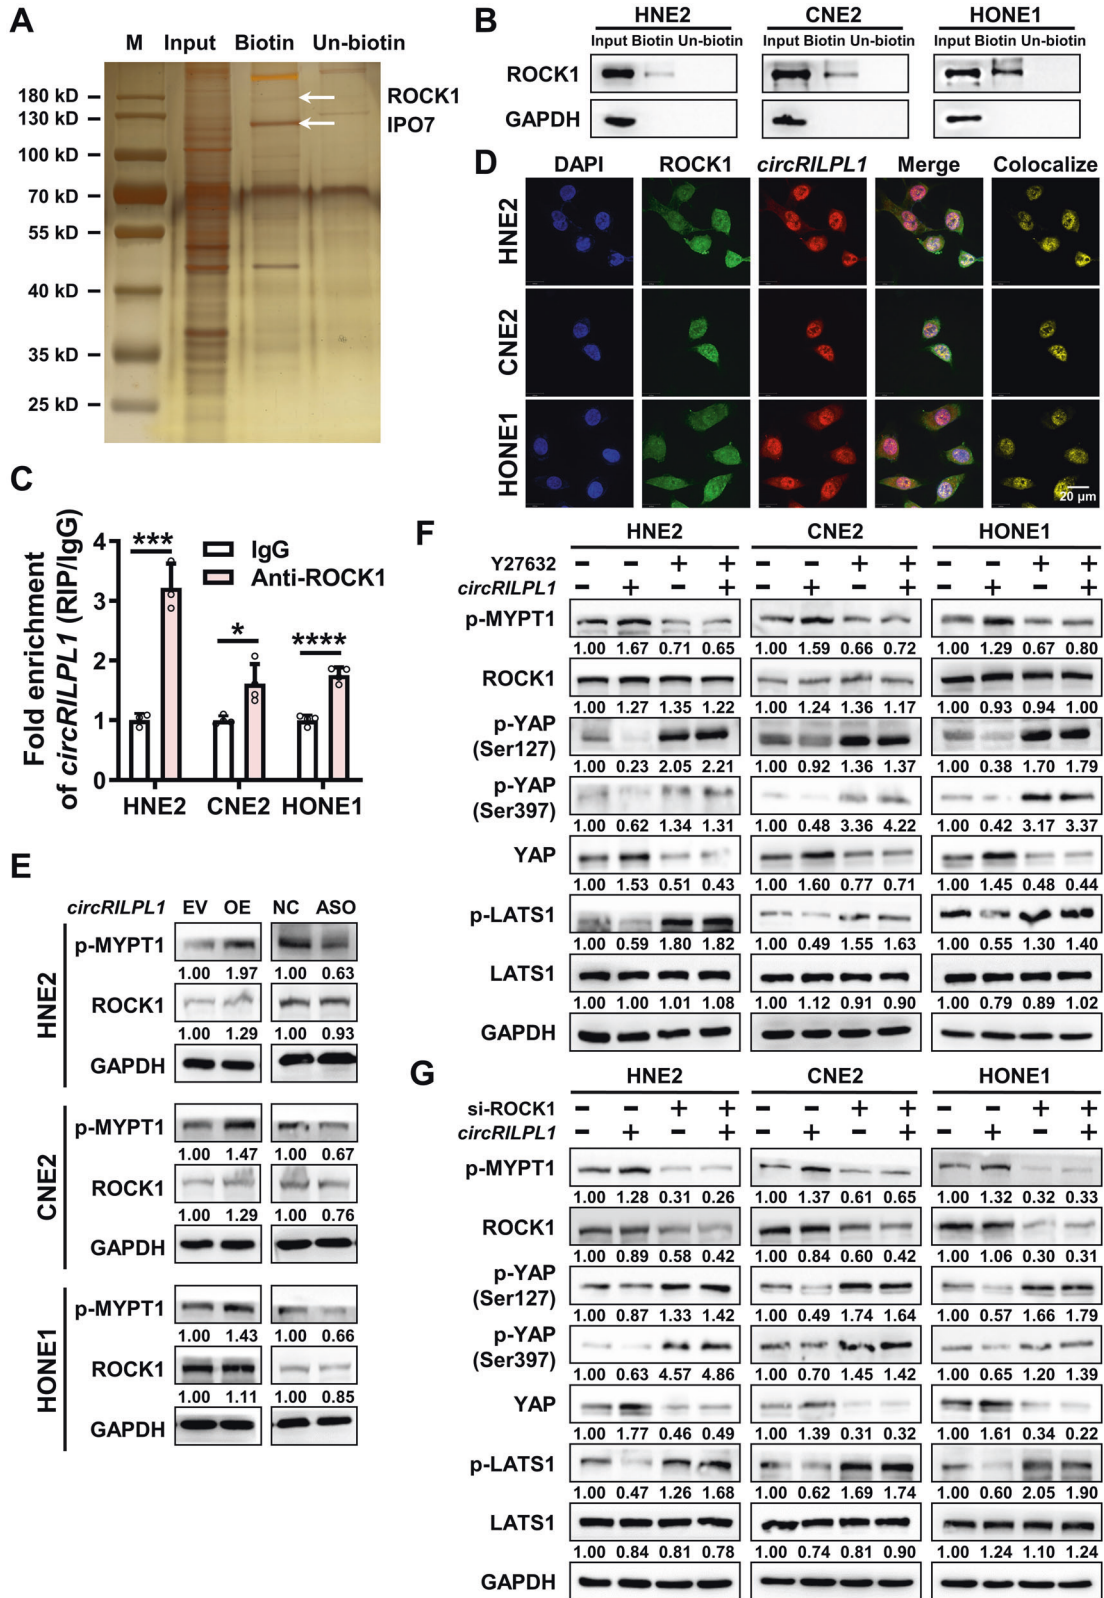 A
M Input Biotin Un-biotin
180 kD
130 kD
100 kD
70 kD
55 kD
40 kD
35 kD
25 kD
ROCK1
IPO7
B
HNE2 CNE2 HONE1
Input Biotin Un-biotin Input Biotin Un-biotin Input Biotin Un-biotin
ROCK1
GAPDH
C
Fold enrichment
of circRILPL1 (RIP/IgG)
4
3
2
1
0
*** * ****
IgG
Anti-ROCK1
HNE2 CNE2 HONE1
D
DAPI ROCK1 circRILPL1 Merge Colocalize
HNE2
CNE2
HONE1
20 μm
E
circRILPL1 EV OE NC ASO
HNE2
p-MYPT1
1.00 1.97 1.00 0.63
ROCK1
1.00 1.29 1.00 0.93
GAPDH
CNE2
p-MYPT1
1.00 1.47 1.00 0.67
ROCK1
1.00 1.29 1.00 0.76
GAPDH
HONE1
p-MYPT1
1.00 1.43 1.00 0.66
ROCK1
1.00 1.11 1.00 0.85
GAPDH
F
HNE2 CNE2 HONE1
Y27632 - - + + - - + + - - + +
circRILPL1 - + - + - + - + - + - +
p-MYPT1
1.00 1.67 0.71 0.65 1.00 1.59 0.66 0.72 1.00 1.29 0.67 0.80
ROCK1
1.00 1.27 1.35 1.22 1.00 1.24 1.36 1.17 1.00 0.93 0.94 1.00
p-YAP
(Ser127)
1.00 0.23 2.05 2.21 1.00 0.92 1.36 1.37 1.00 0.38 1.70 1.79
p-YAP
(Ser397)
1.00 0.62 1.34 1.31 1.00 0.48 3.36 4.22 1.00 0.42 3.17 3.37
YAP
1.00 1.53 0.51 0.43 1.00 1.60 0.77 0.71 1.00 1.45 0.48 0.44
p-LATS1
1.00 0.59 1.80 1.82 1.00 0.49 1.55 1.63 1.00 0.55 1.30 1.40
LATS1
1.00 1.00 1.01 1.08 1.00 1.12 0.91 0.90 1.00 0.79 0.89 1.02
GAPDH
G
HNE2 CNE2 HONE1
si-ROCK1 - - + + - - + + - - + +
circRILPL1 - + - + - + - + - + - +
p-MYPT1
1.00 1.28 0.31 0.26 1.00 1.37 0.61 0.65 1.00 1.32 0.32 0.33
ROCK1
1.00 0.89 0.58 0.42 1.00 0.84 0.60 0.42 1.00 1.06 0.30 0.31
p-YAP
(Ser127)
1.00 0.87 1.33 1.42 1.00 0.49 1.74 1.64 1.00 0.57 1.66 1.79
p-YAP
(Ser397)
1.00 0.63 4.57 4.86 1.00 0.70 1.45 1.42 1.00 0.65 1.20 1.39
YAP
1.00 1.77 0.46 0.49 1.00 1.39 0.31 0.32 1.00 1.61 0.34 0.22
p-LATS1
1.00 0.47 1.26 1.68 1.00 0.62 1.69 1.74 1.00 0.60 2.05 1.90
LATS1
1.00 0.84 0.81 0.78 1.00 0.74 0.81 0.90 1.00 1.24 1.10 1.24
GAPDH